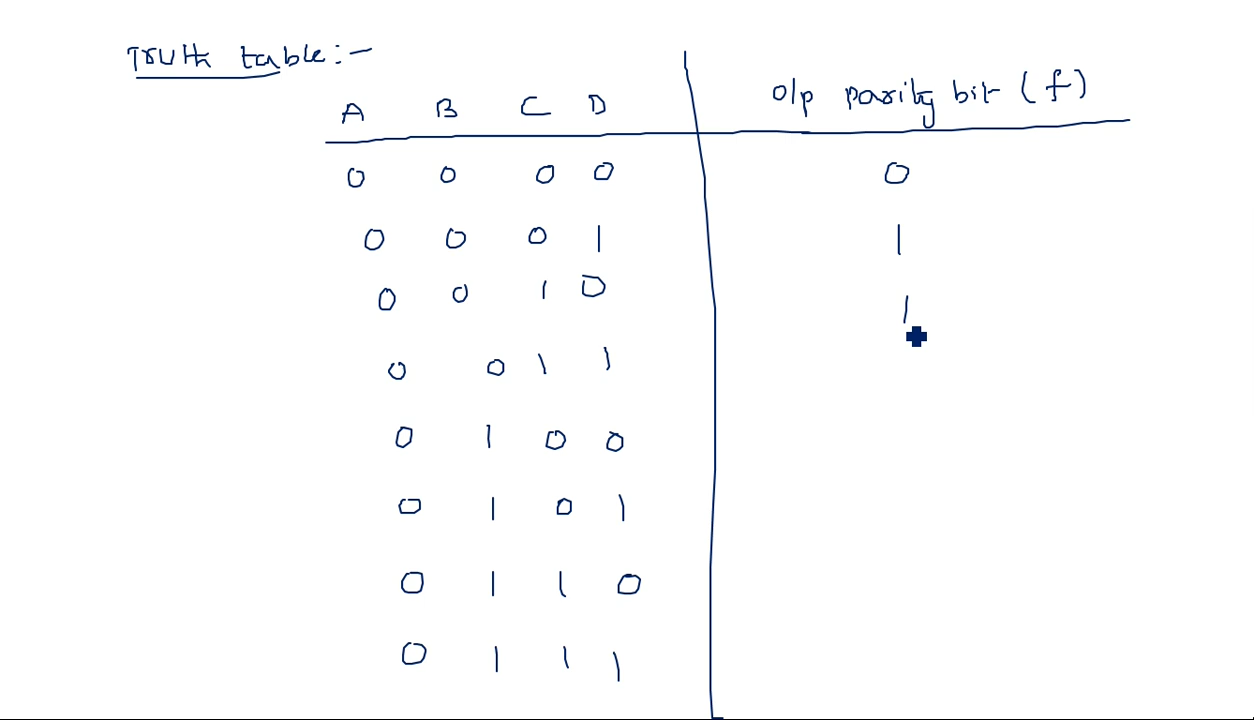 Truth table:-
A B C D o/p parity bit (f)
0 0 0 0 0
0 0 0 1 1
0 0 1 0 1
0 0 1 1
0 1 0 0
0 1 0 1
0 1 1 0
0 1 1 1